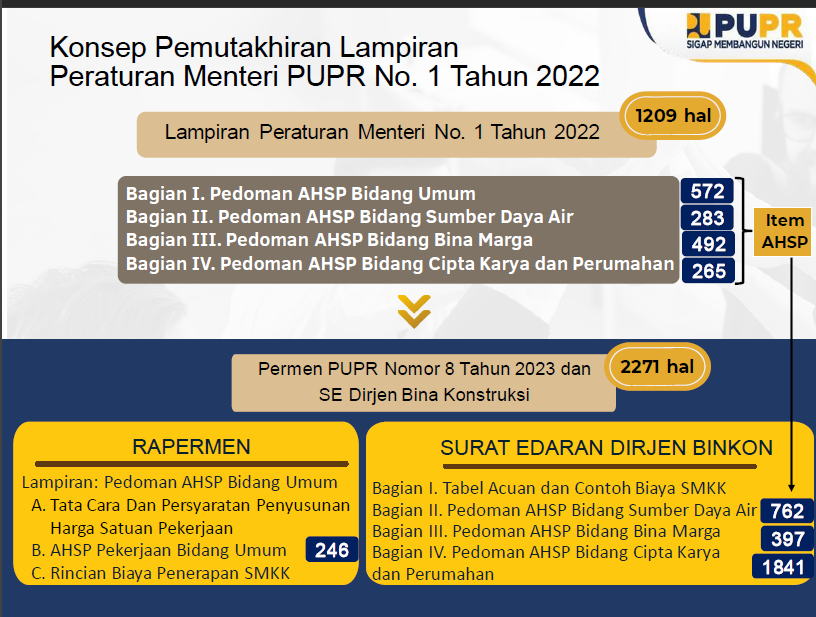 PUPR
SIGAP MEMBANGUN NEGERI
Konsep Pemutakhiran Lampiran
Peraturan Menteri PUPR No. 1 Tahun 2022
1209 hal
Lampiran Peraturan Menteri No. 1 Tahun 2022
Bagian I. Pedoman AHSP Bidang Umum 572
Bagian II. Pedoman AHSP Bidang Sumber Daya Air 283
Bagian III. Pedoman AHSP Bidang Bina Marga 492
Bagian IV. Pedoman AHSP Bidang Cipta Karya dan Perumahan 265
Item
AHSP
2271 hal
Permen PUPR Nomor 8 Tahun 2023 dan
SE Dirjen Bina Konstruksi
RAPERMEN
Lampiran: Pedoman AHSP Bidang Umum
A. Tata Cara Dan Persyaratan Penyusunan
Harga Satuan Pekerjaan
B. AHSP Pekerjaan Bidang Umum 246
C. Rincian Biaya Penerapan SMKK
SURAT EDARAN DIRJEN BINKON
Bagian I. Tabel Acuan dan Contoh Biaya SMKK
Bagian II. Pedoman AHSP Bidang Sumber Daya Air 762
Bagian III. Pedoman AHSP Bidang Bina Marga 397
Bagian IV. Pedoman AHSP Bidang Cipta Karya
dan Perumahan 1841